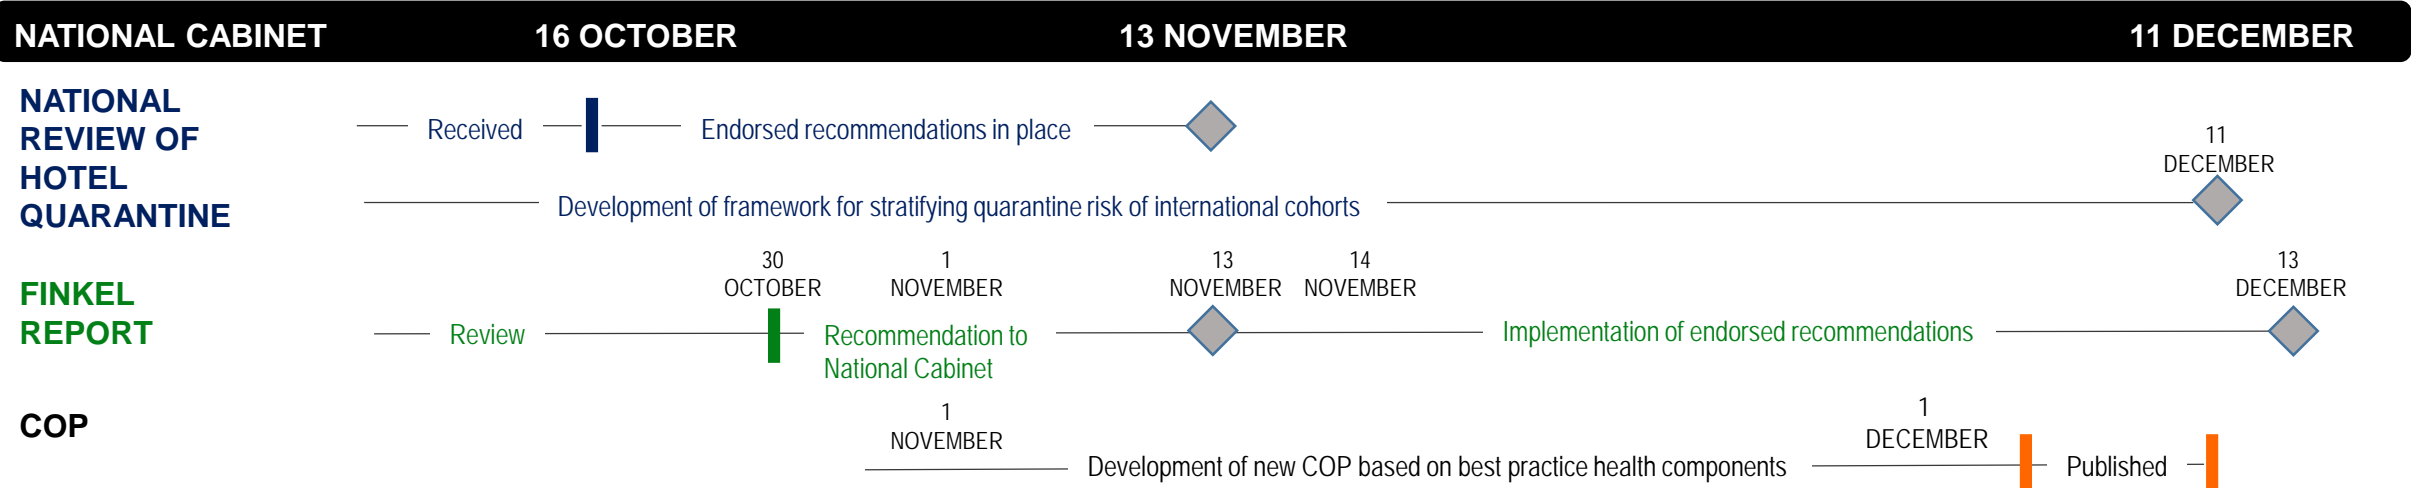 NATIONAL CABINET 16 OCTOBER 13 NOVEMBER 11 DECEMBER
NATIONAL
REVIEW OF
HOTEL
QUARANTINE
Received Endorsed recommendations in place
11
DECEMBER
Development of framework for stratifying quarantine risk of international cohorts
FINKEL
REPORT
30
OCTOBER
1
NOVEMBER
13
NOVEMBER
14
NOVEMBER
13
DECEMBER
Review
Recommendation to
National Cabinet
Implementation of endorsed recommendations
COP
1
NOVEMBER
1
DECEMBER
Development of new COP based on best practice health components
Published